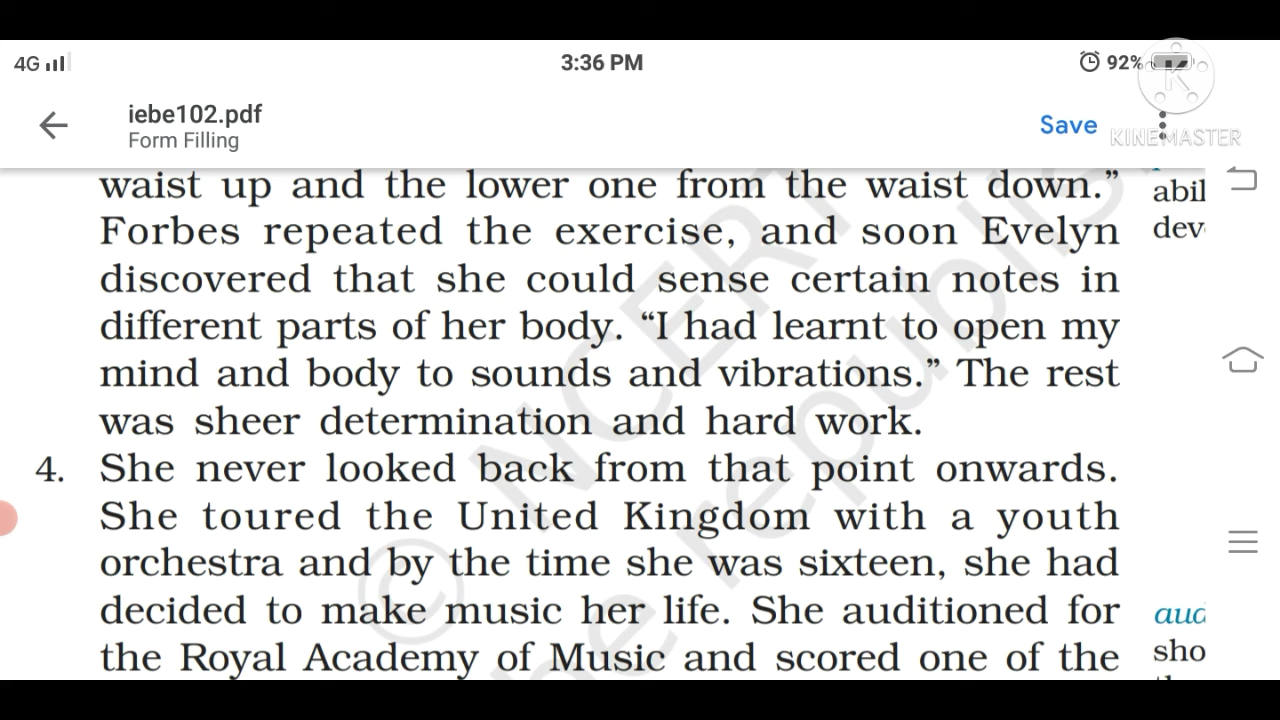 4G 3:36 PM 92%
iebe102.pdf
Form Filling
Save
KINEMASTER
waist up and the lower one from the waist down.”
Forbes repeated the exercise, and soon Evelyn
discovered that she could sense certain notes in
different parts of her body. “I had learnt to open my
mind and body to sounds and vibrations.” The rest
was sheer determination and hard work.
4. She never looked back from that point onwards.
She toured the United Kingdom with a youth
orchestra and by the time she was sixteen, she had
decided to make music her life. She auditioned for
the Royal Academy of Music and scored one of the
abil
dev
aud
sho
© NCERT
be republis